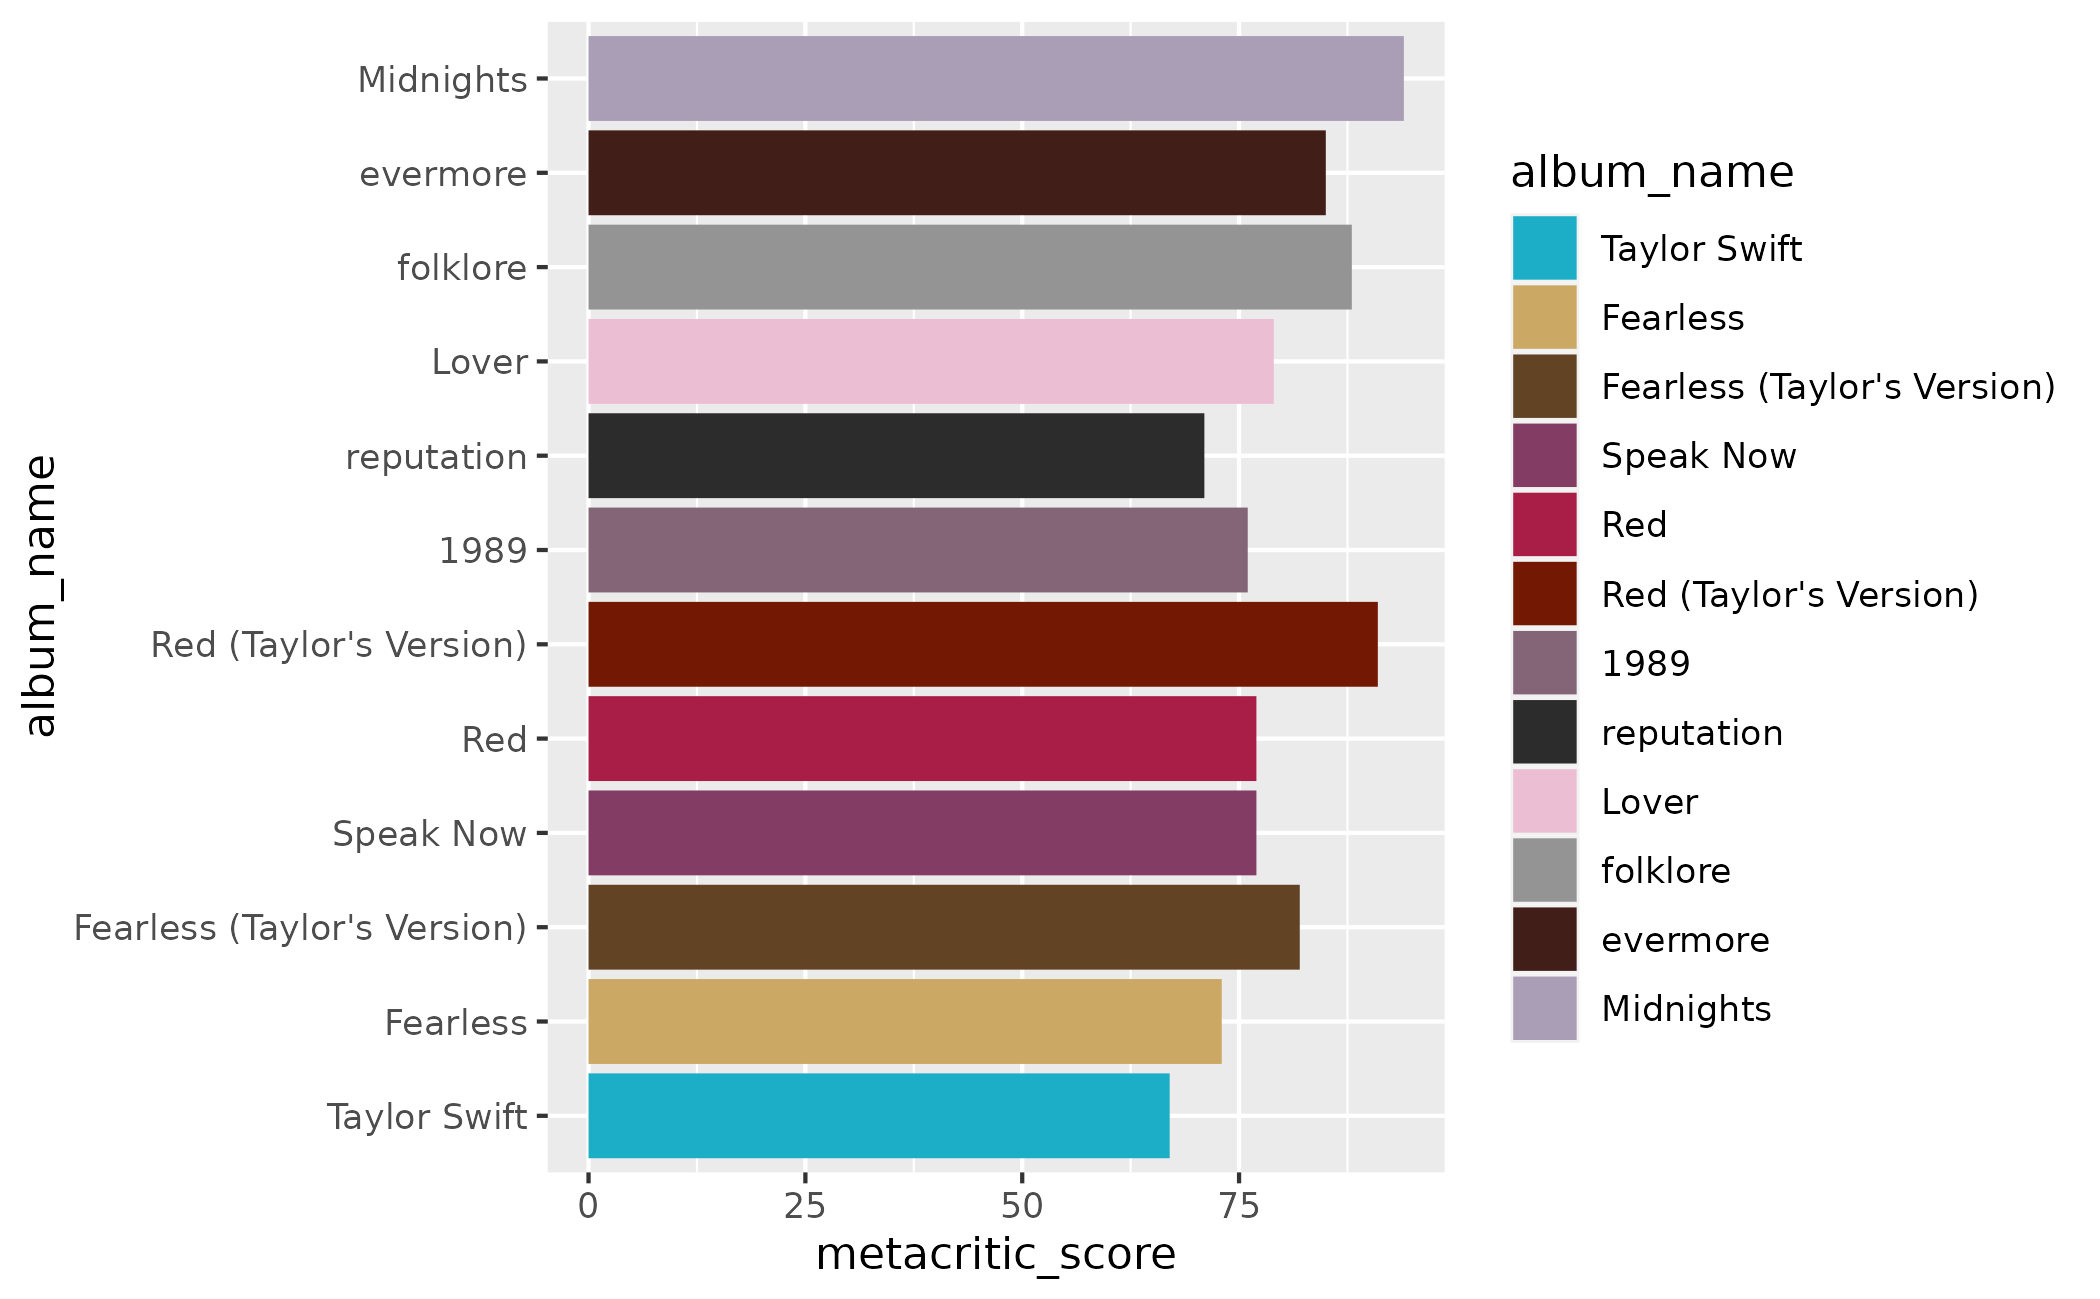 Midnights
evermore
folklore
Lover
reputation
1989
Red (Taylor's Version)
Red
Speak Now
Fearless (Taylor's Version)
Fearless
Taylor Swift
album_name
0 25 50 75
metacritic_score
album_name
Taylor Swift
Fearless
Fearless (Taylor's Version)
Speak Now
Red
Red (Taylor's Version)
1989
reputation
Lover
folklore
evermore
Midnights